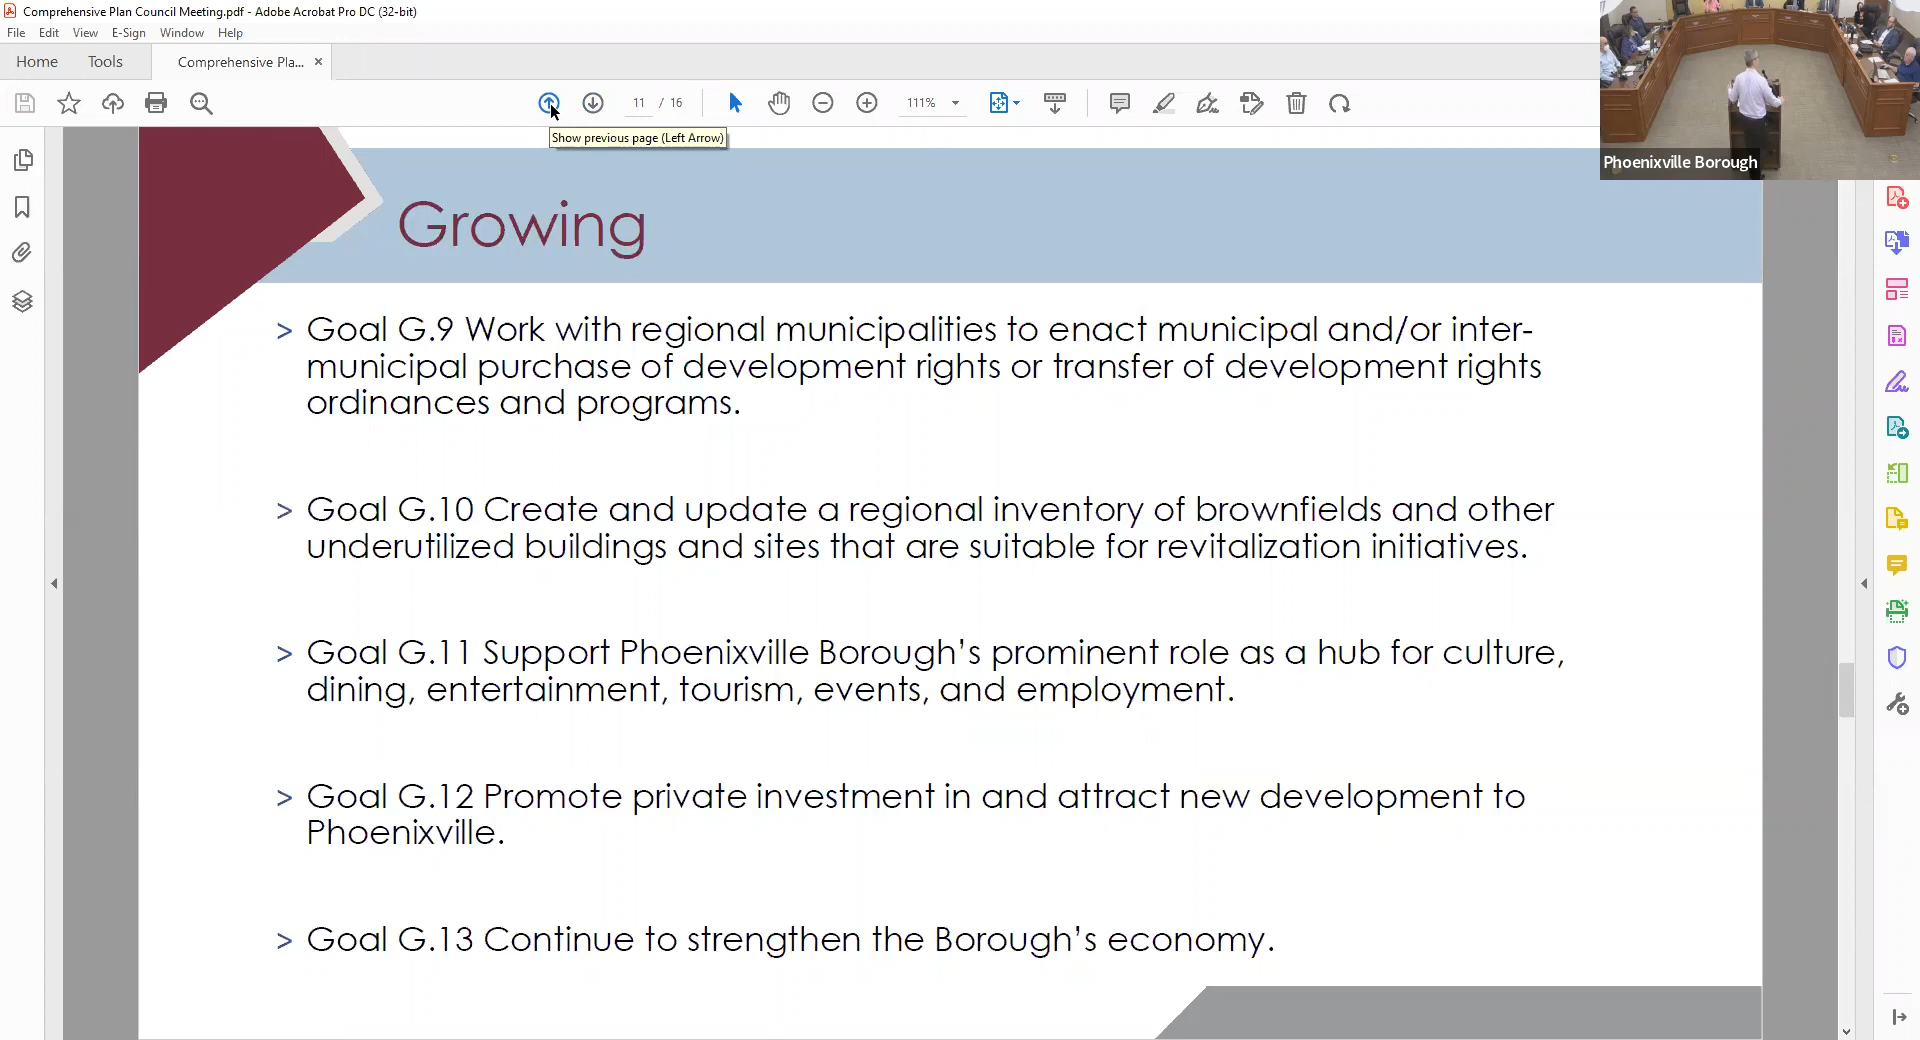 Comprehensive Plan Council Meeting.pdf - Adobe Acrobat Pro DC (32-bit)
File Edit View E-Sign Window Help
Home Tools Comprehensive Pla... ×
11 / 16 111%
Show previous page (Left Arrow)
Phoenixville Borough
Growing
> Goal G.9 Work with regional municipalities to enact municipal and/or inter-
municipal purchase of development rights or transfer of development rights
ordinances and programs.
> Goal G.10 Create and update a regional inventory of brownfields and other
underutilized buildings and sites that are suitable for revitalization initiatives.
> Goal G.11 Support Phoenixville Borough’s prominent role as a hub for culture,
dining, entertainment, tourism, events, and employment.
> Goal G.12 Promote private investment in and attract new development to
Phoenixville.
> Goal G.13 Continue to strengthen the Borough’s economy.